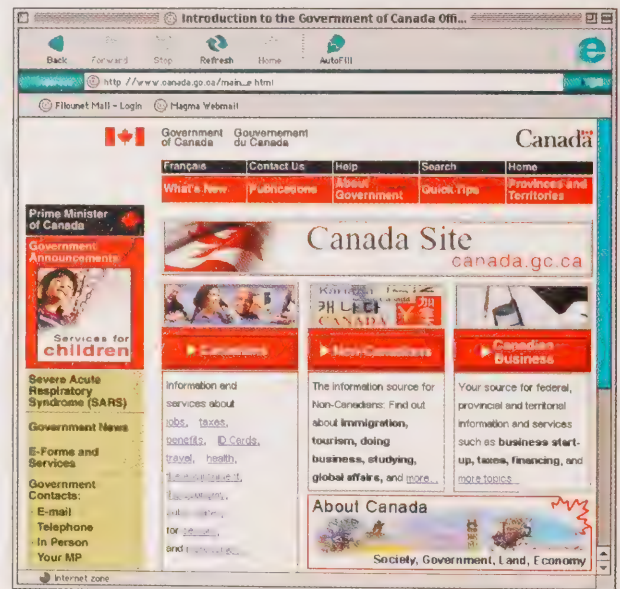 Introduction to the Government of Canada Offi...
Back
Forward
Stop
Refresh
Home
AutoFill
http://www.canada.gc.ca/main_e.html
Filounet Mail - Login
Magma Webmail
Government of Canada
Gouvernement du Canada
Canada
Français
Contact Us
Help
Search
Home
What's New
Publications
About Government
Quick Tips
Provinces and Territories
Prime Minister
of Canada
Government
Announcements
Services for
children
Severe Acute
Respiratory
Syndrome (SARS)
Government News
E-Forms and
Services
Government
Contacts:
- E-mail
Telephone
- In Person
Your MP
Canada Site
canada.gc.ca
Information and
services about
jobs, taxes,
benefits, ID Cards,
travel, health,
for
and
CANADA
Non-Canadians
The information source for
Non-Canadians: Find out
about immigration,
tourism, doing
business, studying,
global affairs, and more...
Canadian
Business
Your source for federal,
provincial and territorial
information and services
such as business start-
up, taxes, financing, and
more topics...
About Canada
Society, Government, Land, Economy
Internet zone